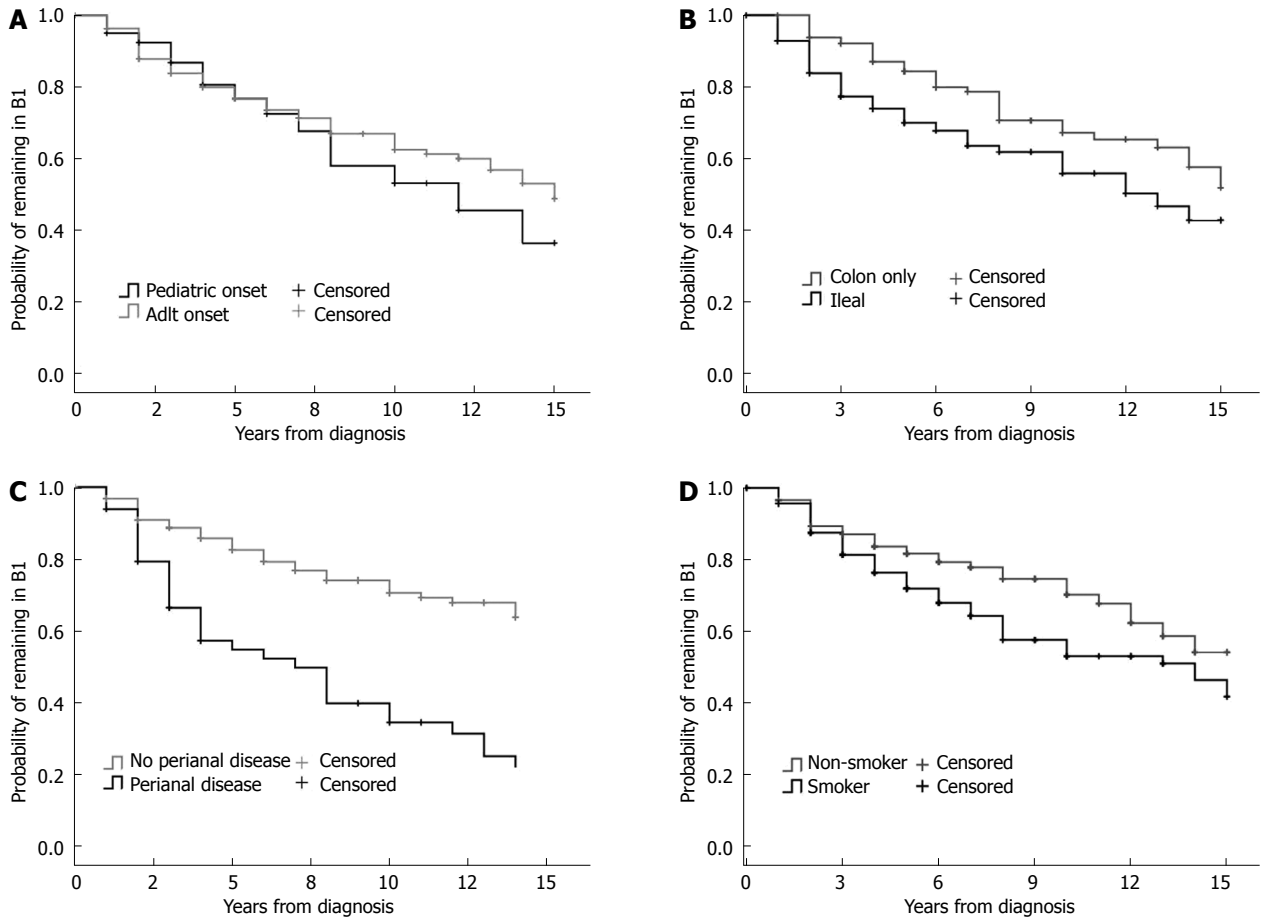 A
1.0
0.8
0.6
0.4
0.2
0.0
Probability of remaining in B1
Pediatric onset
Censored
Adlt onset
Censored
0
2
5
8
10
12
15
Years from diagnosis
B
1.0
0.8
0.6
0.4
0.2
0.0
Probability of remaining in B1
Colon only
Censored
Ileal
Censored
0
3
6
9
12
15
Years from diagnosis
C
1.0
0.8
0.6
0.4
0.2
0.0
Probability of remaining in B1
No perianal disease
Censored
Perianal disease
Censored
0
2
5
8
10
12
15
Years from diagnosis
D
1.0
0.8
0.6
0.4
0.2
0.0
Probability of remaining in B1
Non-smoker
Censored
Smoker
Censored
0
3
6
9
12
15
Years from diagnosis